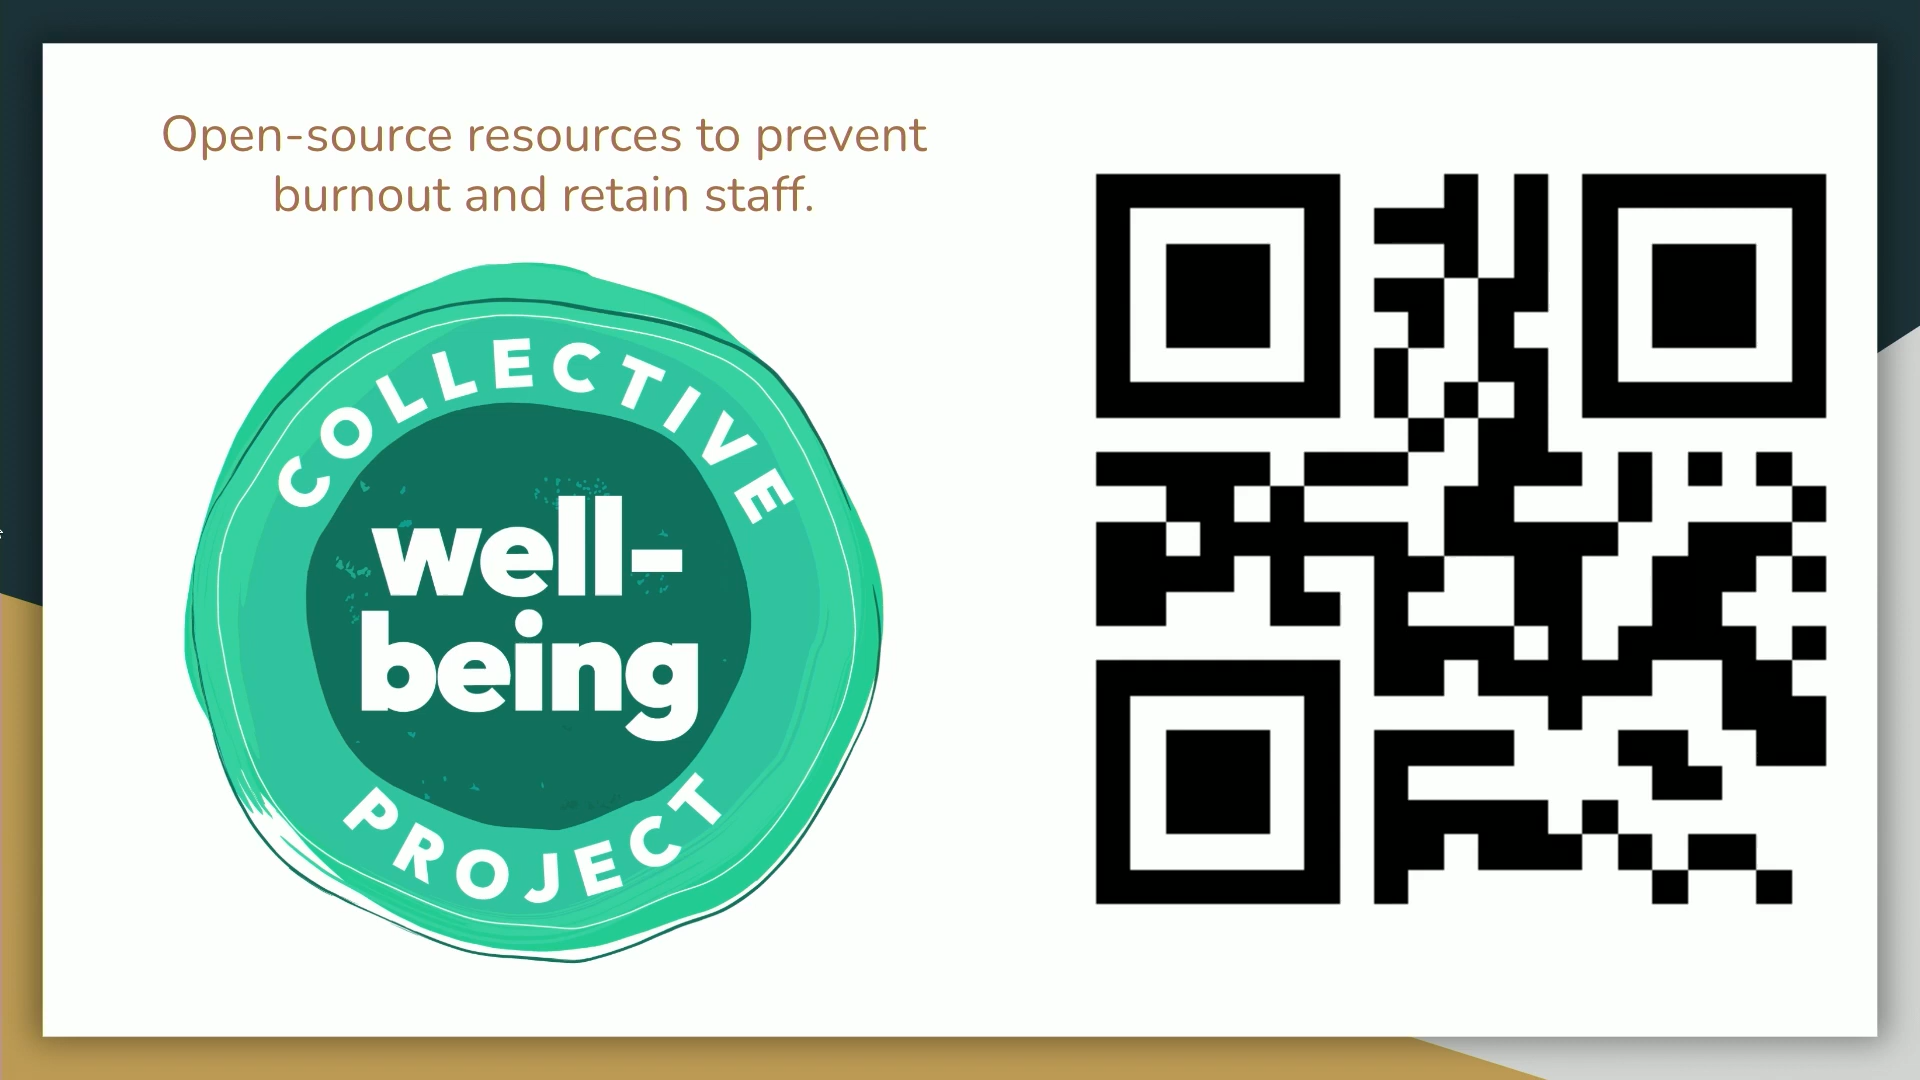 Open-source resources to prevent
burnout and retain staff.
COLLECTIVE
well-
being
PROJECT